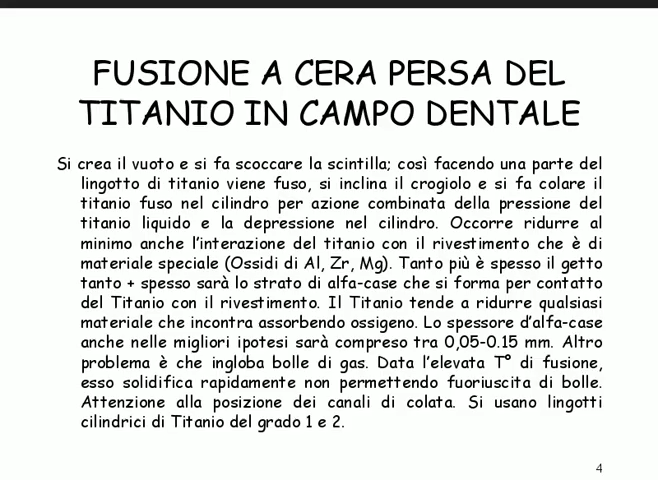 FUSIONE A CERA PERSA DEL
TITANIO IN CAMPO DENTALE
Si crea il vuoto e si fa scoccare la scintilla; così facendo una parte del
lingotto di titanio viene fuso, si inclina il crogiolo e si fa colare il
titanio fuso nel cilindro per azione combinata della pressione del
titanio liquido e la depressione nel cilindro. Occorre ridurre al
minimo anche l'interazione del titanio con il rivestimento che è di
materiale speciale (Ossidi di Al, Zr, Mg). Tanto più è spesso il getto
tanto + spesso sarà lo strato di alfa-case che si forma per contatto
del Titanio con il rivestimento. Il Titanio tende a ridurre qualsiasi
materiale che incontra assorbendo ossigeno. Lo spessore d'alfa-case
anche nelle migliori ipotesi sarà compreso tra 0,05-0.15 mm. Altro
problema è che ingloba bolle di gas. Data l'elevata T° di fusione,
esso solidifica rapidamente non permettendo fuoriuscita di bolle.
Attenzione alla posizione dei canali di colata. Si usano lingotti
cilindrici di Titanio del grado 1 e 2.
4